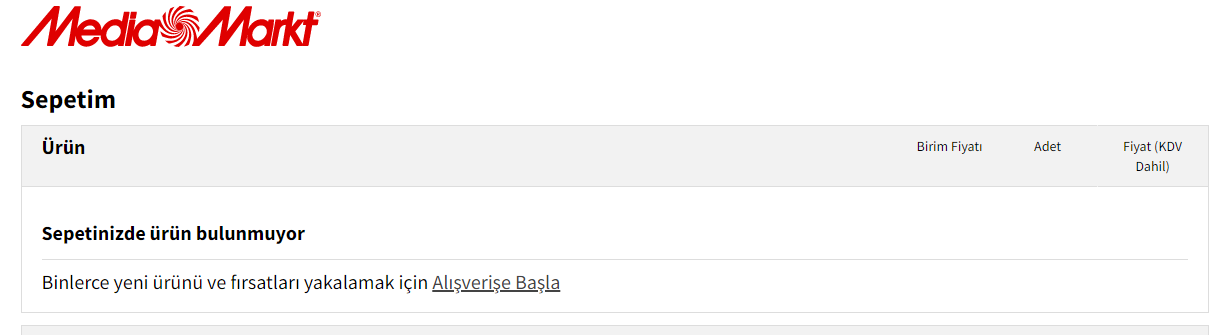 MediaMarkt®
Sepetim
Ürün Birim Fiyatı Adet Fiyat (KDV
Dahil)
Sepetinizde ürün bulunmuyor
Binlerce yeni ürünü ve fırsatları yakalamak için Alışverişe Başla